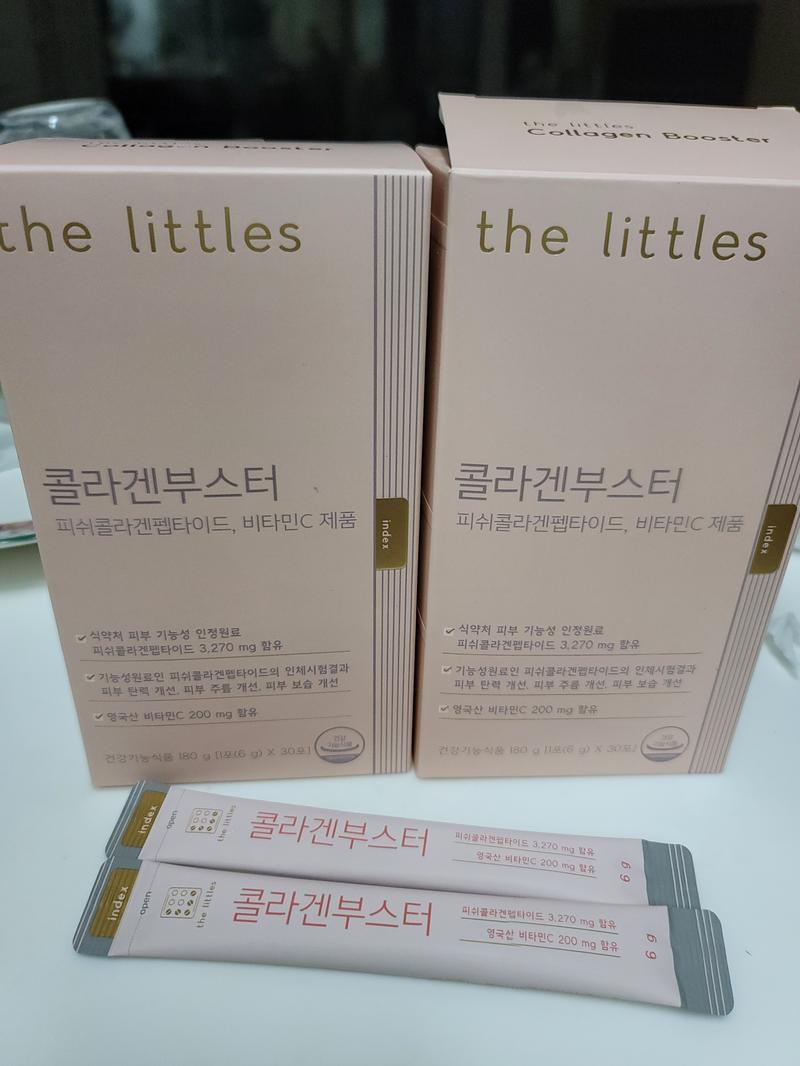 Collagen Booster
the littles
콜라겐부스터
피쉬콜라겐펩타이드, 비타민C 제품
index
식약처 피부 기능성 인정원료
피쉬콜라겐펩타이드 3,270 mg 함유
기능성원료인 피쉬콜라겐펩타이드의 인체시험결과
피부 탄력 개선, 피부 주름 개선, 피부 보습 개선
영국산 비타민C 200 mg 함유
건강기능식품 180 g [1포(6 g) X 30포]
건강
기능식품
the littles
Collagen Booster
the littles
콜라겐부스터
피쉬콜라겐펩타이드, 비타민C 제품
index
식약처 피부 기능성 인정원료
피쉬콜라겐펩타이드 3,270 mg 함유
기능성원료인 피쉬콜라겐펩타이드의 인체시험결과
피부 탄력 개선, 피부 주름 개선, 피부 보습 개선
영국산 비타민C 200 mg 함유
건강기능식품 180 g [1포(6 g) X 30포]
건강
기능식품
index
open
the littles
콜라겐부스터
피쉬콜라겐펩타이드 3,270 mg 함유
영국산 비타민C 200 mg 함유
6 g
index
open
the littles
콜라겐부스터
피쉬콜라겐펩타이드 3,270 mg 함유
영국산 비타민C 200 mg 함유
6 g